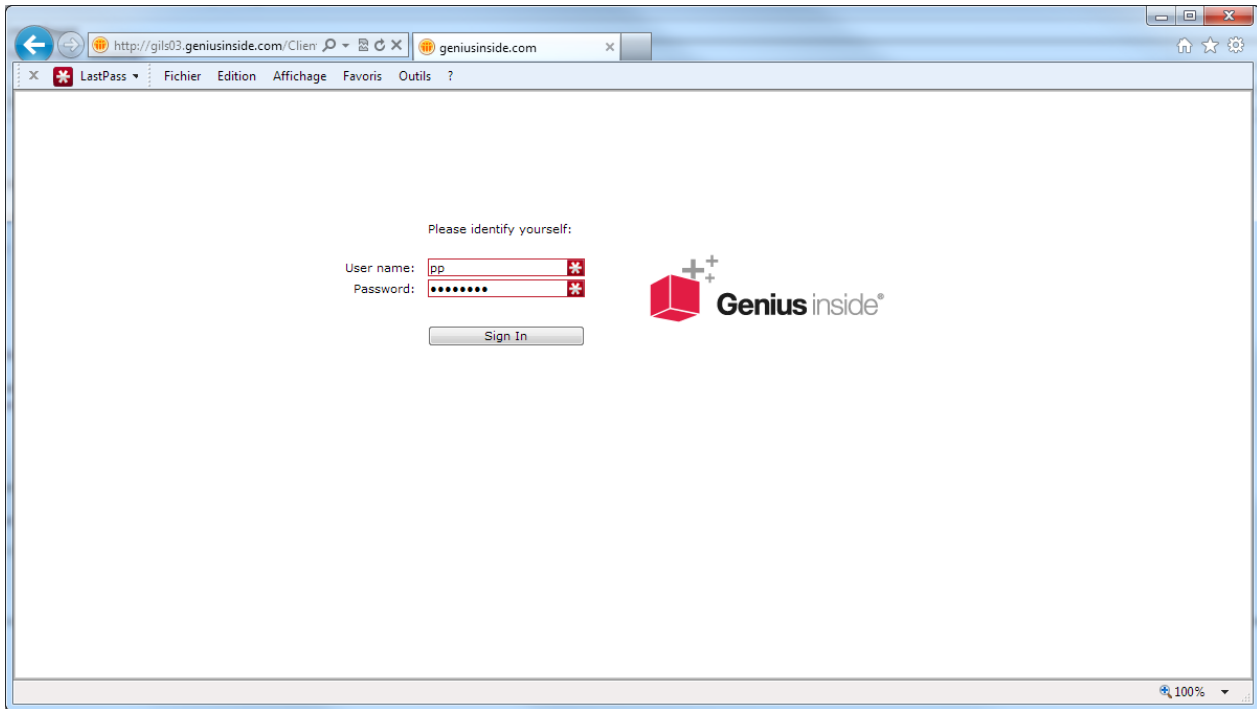 http://gils03.geniusinside.com/Clien
geniusinside.com
LastPass
Fichier Edition Affichage Favoris Outils ?
Please identify yourself:
User name: pp
Password: ••••••••
Genius inside®
Sign In
100%